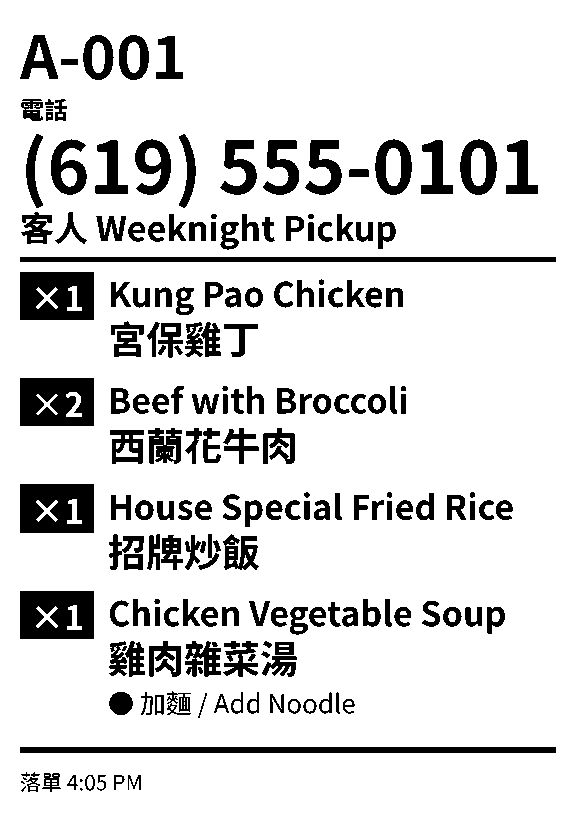 A-001
電話
(619) 555-0101
客人 Weeknight Pickup
×1 Kung Pao Chicken
宮保雞丁
×2 Beef with Broccoli
西蘭花牛肉
×1 House Special Fried Rice
招牌炒飯
×1 Chicken Vegetable Soup
雞肉雜菜湯
● 加麵 / Add Noodle
落單 4:05 PM